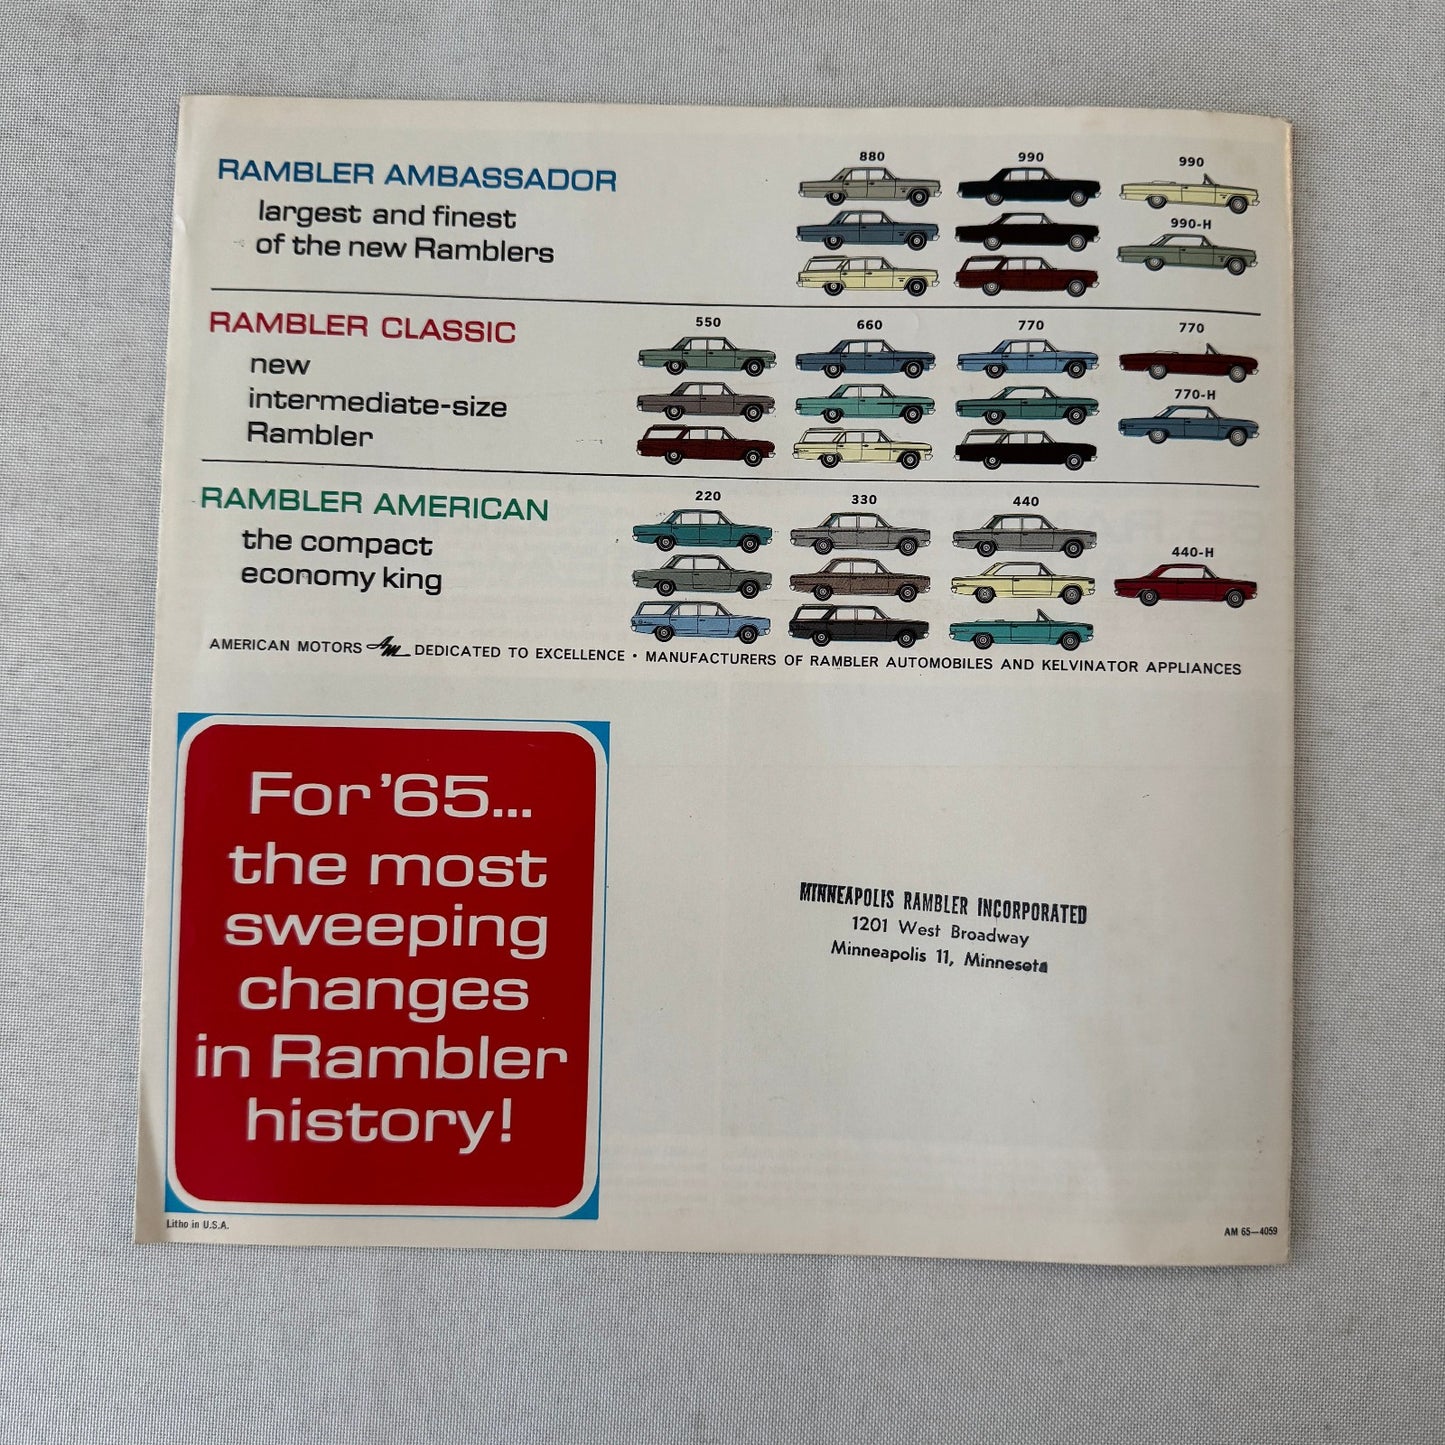 RAMBLER AMBASSADOR
largest and finest
of the new Ramblers
880
990
990
990-H
RAMBLER CLASSIC
new
intermediate-size
Rambler
550
660
770
770
770-H
RAMBLER AMERICAN
the compact
economy king
220
330
440
440-H
AMERICAN MOTORS AM DEDICATED TO EXCELLENCE • MANUFACTURERS OF RAMBLER AUTOMOBILES AND KELVINATOR APPLIANCES
For '65...
the most
sweeping
changes
in Rambler
history!
MINNEAPOLIS RAMBLER INCORPORATED
1201 West Broadway
Minneapolis 11, Minnesota
Litho in U.S.A.
AM 65—4059